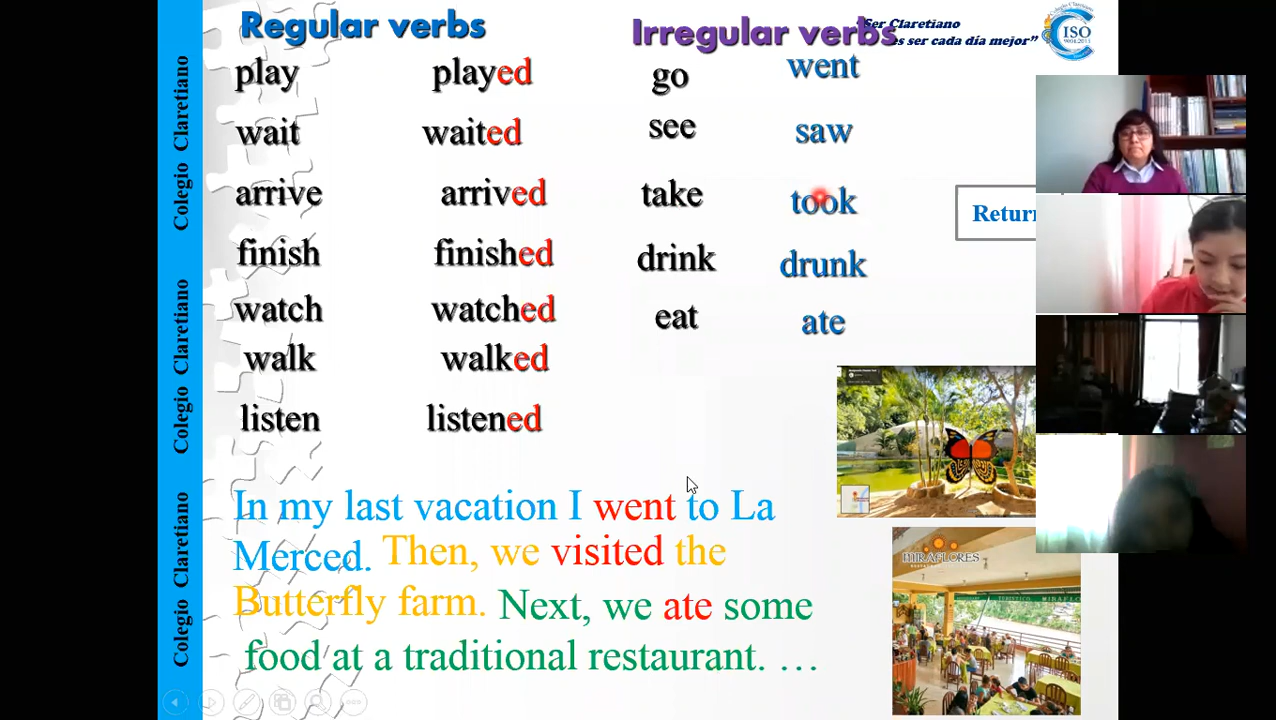 Regular verbs
Irregular verbs
"Ser Claretiano
es ser cada día mejor"
ISO
play played go went
wait waited see saw
arrive arrived take took
finish finished drink drunk
watch watched eat ate
walk walked
listen listened
Return
Colegio Claretiano
Colegio Claretiano
Colegio Claretiano
In my last vacation I went to La
Merced. Then, we visited the
Butterfly farm. Next, we ate some
food at a traditional restaurant. …
MIRAFLORES